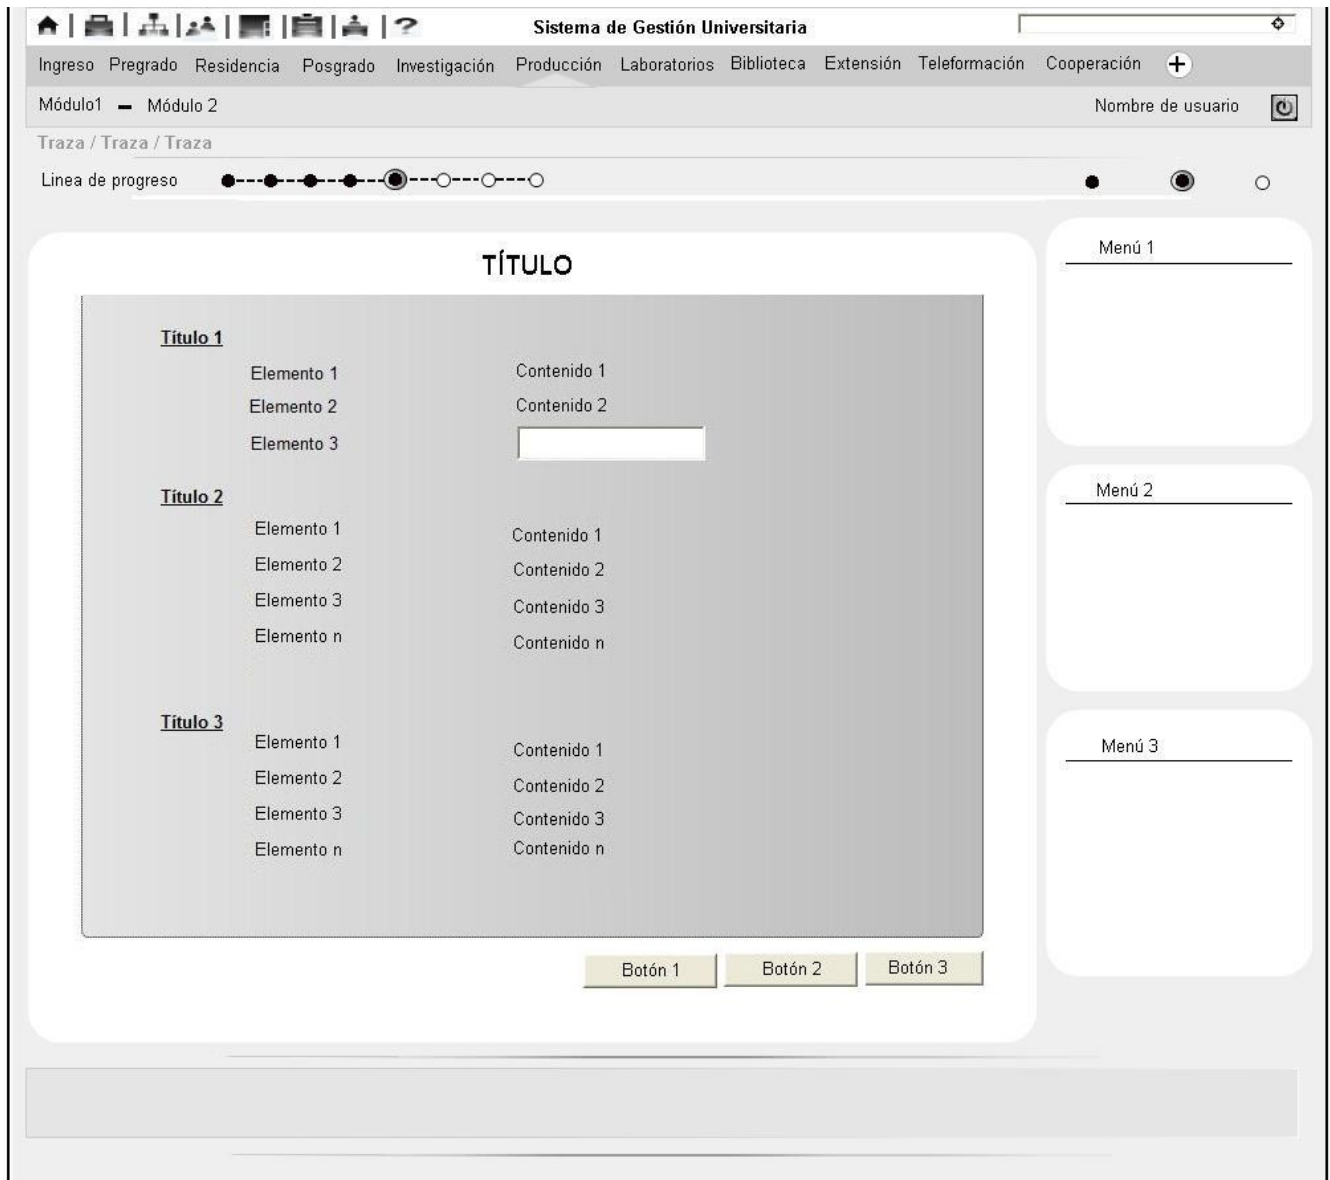 Sistema de Gestión Universitaria
Ingreso Pregrado Residencia Posgrado Investigación Producción Laboratorios Biblioteca Extensión Teleformación Cooperación
Módulo1 Módulo 2 Nombre de usuario
Traza / Traza / Traza
Linea de progreso
TÍTULO
Título 1
Elemento 1 Contenido 1
Elemento 2 Contenido 2
Elemento 3
Título 2
Elemento 1 Contenido 1
Elemento 2 Contenido 2
Elemento 3 Contenido 3
Elemento n Contenido n
Título 3
Elemento 1 Contenido 1
Elemento 2 Contenido 2
Elemento 3 Contenido 3
Elemento n Contenido n
Botón 1 Botón 2 Botón 3
Menú 1
Menú 2
Menú 3